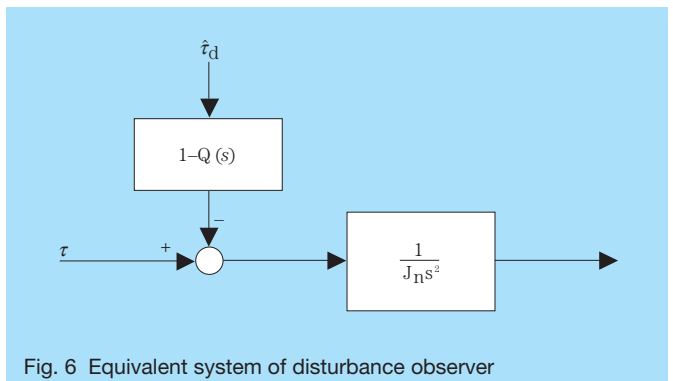 τ̂d
1–Q (s)
–
τ
+
1
Jns²
Fig. 6 Equivalent system of disturbance observer